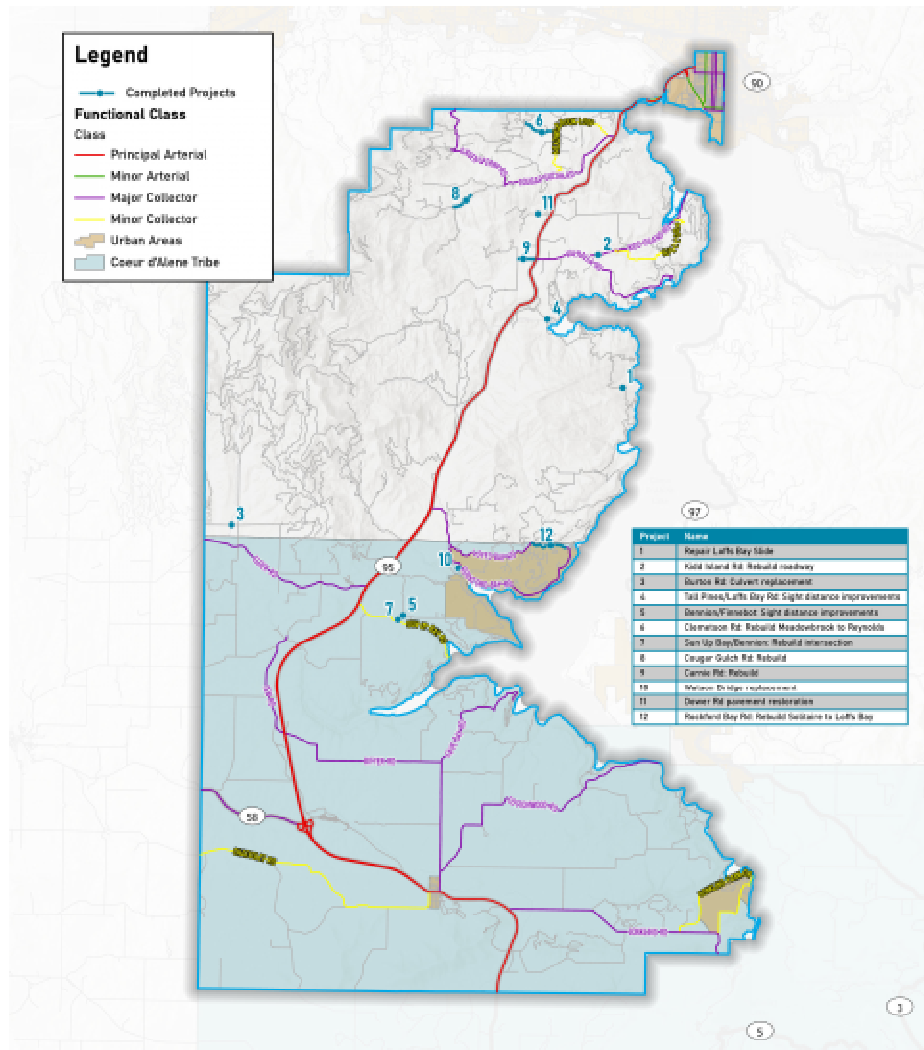 Legend
Completed Projects
Functional Class
Class
Principal Arterial
Minor Arterial
Major Collector
Minor Collector
Urban Areas
Coeur d'Alene Tribe
90
6
8
11
9
2
4
1
3
97
12
95
10
7
5
58
3
5
Project Name
1 Repair Loffs Bay Slide
2 Kidd Island Rd: Rebuild roadway
3 Burton Rd: Culvert replacement
4 Tall Pines/Loffs Bay Rd: Sight distance improvements
5 Bennion/Finnebot: Sight distance improvements
6 Clemetson Rd: Rebuild Meadowbrook to Reynolds
7 Sun Up Bay/Bennion: Rebuild intersection
8 Cougar Gulch Rd: Rebuild
9 Carnie Rd: Rebuild
10 Watson Bridge replacement
11 Dower Rd pavement restoration
12 Rockford Bay Rd: Rebuild Solitaire to Loffs Bay